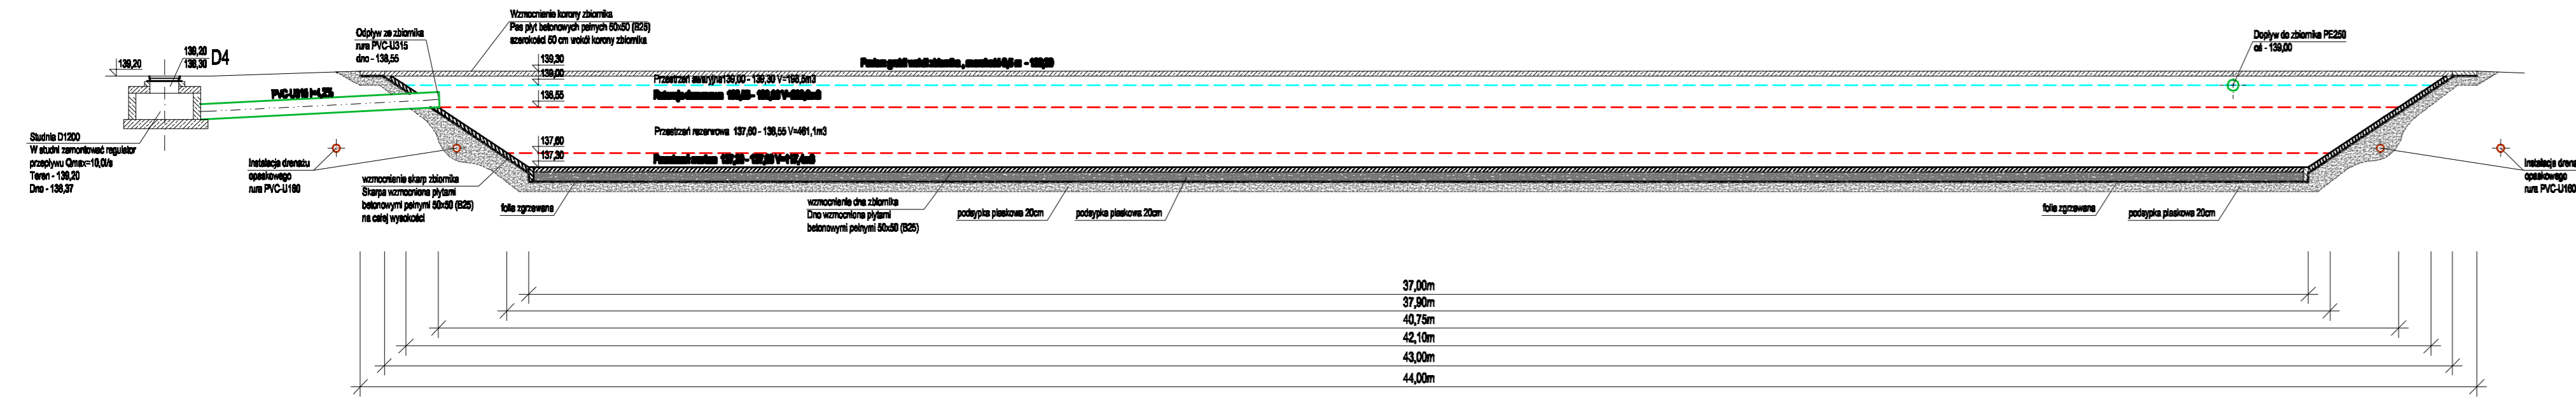 Wzmocnienie korony zbiornika
Pas płyt betonowych pełnych 50x50 (B25)
szerokości 50 cm wokół korony zbiornika
Odpływ ze zbiornika
rura PVC-U315
dno - 138,55
139,20
138,30
D4
139,20
Dopływ do zbiornika PE250
oś - 139,00
139,30
139,00
138,55
137,60
137,30
Przestrzeń awaryjna139,00 - 139,30 V=198,5m3
Przestrzeń rezerwowa 137,60 - 138,55 V=461,1m3
PVC-U315
Studnia D1200
W studni zamontować regulator
przepływu Qmax=10,0l/s
Teren - 139,20
Dno - 138,37
Instalacja drenażu
opaskowego
rura PVC-U160
wzmocnienie skarp zbiornika
Skarpa wzmocniona płytami
betonowymi pełnymi 50x50 (B25)
na całej wysokości
folia zgrzewana
wzmocnienie dna zbiornika
Dno wzmocniona płytami
betonowymi pełnymi 50x50 (B25)
podsypka piaskowa 20cm
podsypka piaskowa 20cm
folia zgrzewana
podsypka piaskowa 20cm
Instalacja drena
opaskowego
rura PVC-U160
37,00m
37,90m
40,75m
42,10m
43,00m
44,00m